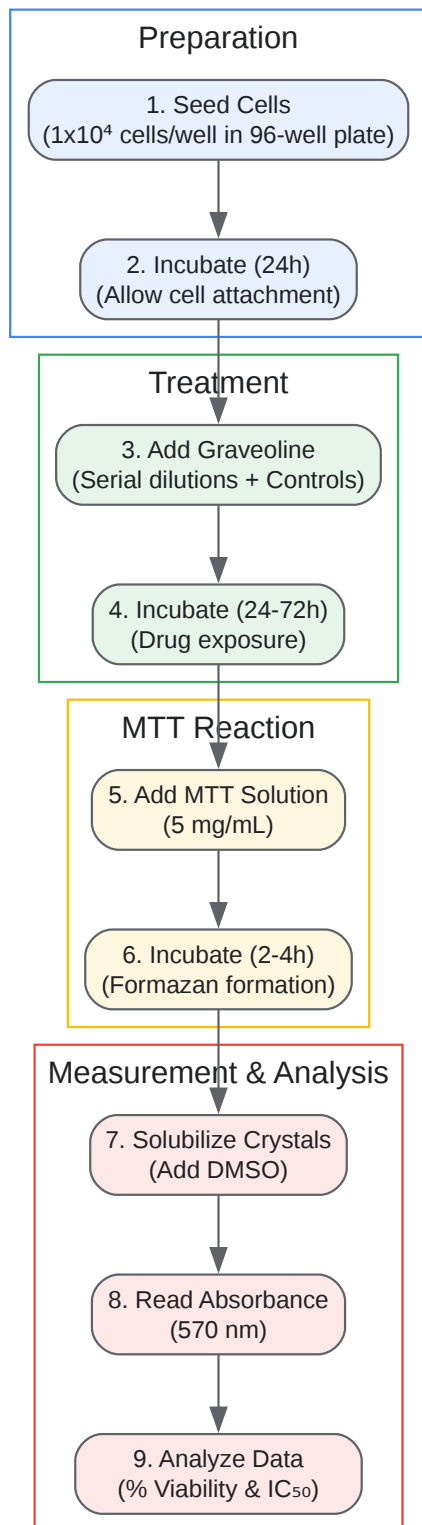 Preparation
1. Seed Cells
(1x10⁴ cells/well in 96-well plate)
2. Incubate (24h)
(Allow cell attachment)
Treatment
3. Add Graveoline
(Serial dilutions + Controls)
4. Incubate (24-72h)
(Drug exposure)
MTT Reaction
5. Add MTT Solution
(5 mg/mL)
6. Incubate (2-4h)
(Formazan formation)
Measurement & Analysis
7. Solubilize Crystals
(Add DMSO)
8. Read Absorbance
(570 nm)
9. Analyze Data
(% Viability & IC₅₀)